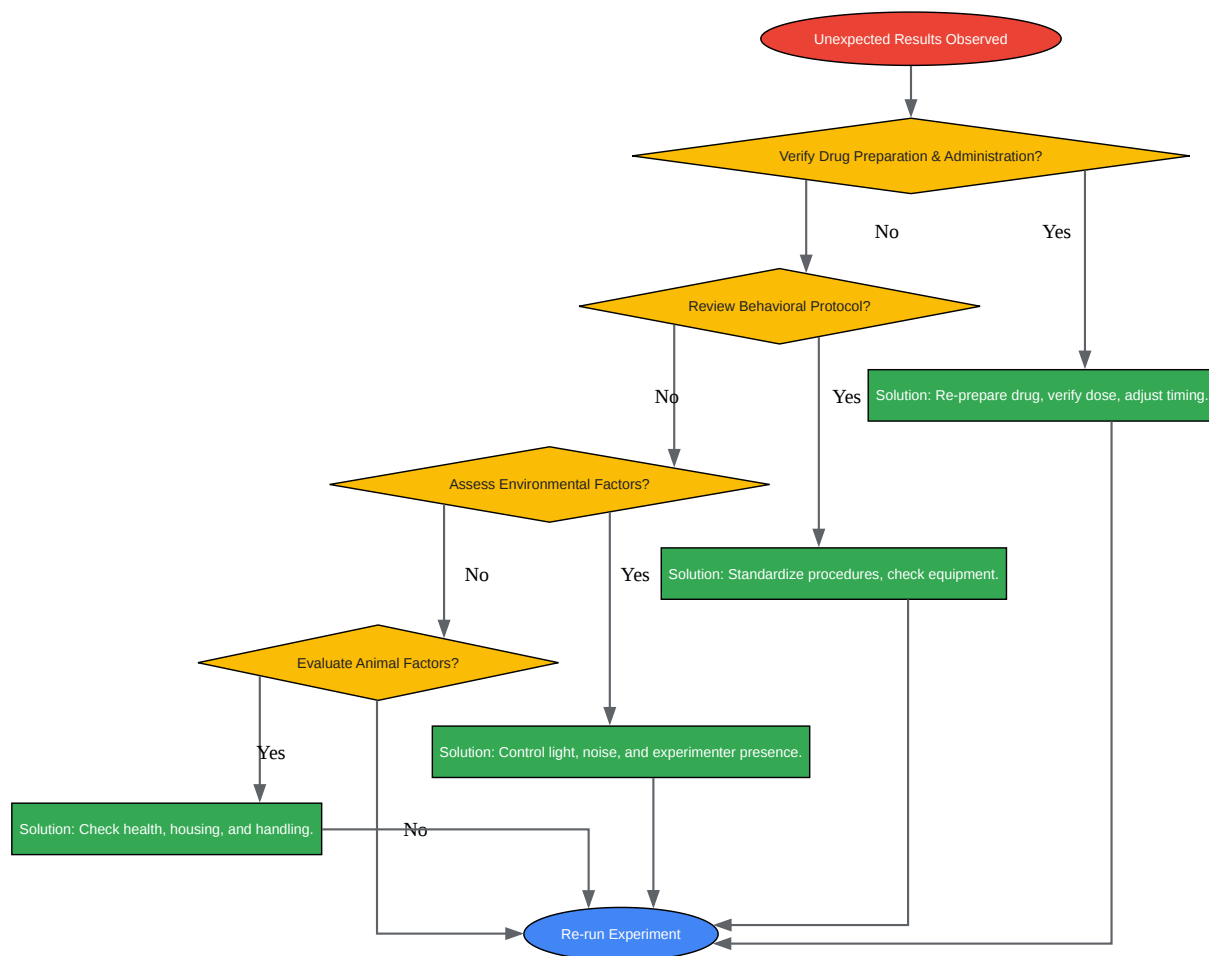 Unexpected Results Observed
Verify Drug Preparation & Administration?
No
Yes
Review Behavioral Protocol?
No
Yes
Solution: Re-prepare drug, verify dose, adjust timing.
Assess Environmental Factors?
No
Yes
Solution: Standardize procedures, check equipment.
Evaluate Animal Factors?
Yes
Solution: Control light, noise, and experimenter presence.
Solution: Check health, housing, and handling.
No
Re-run Experiment